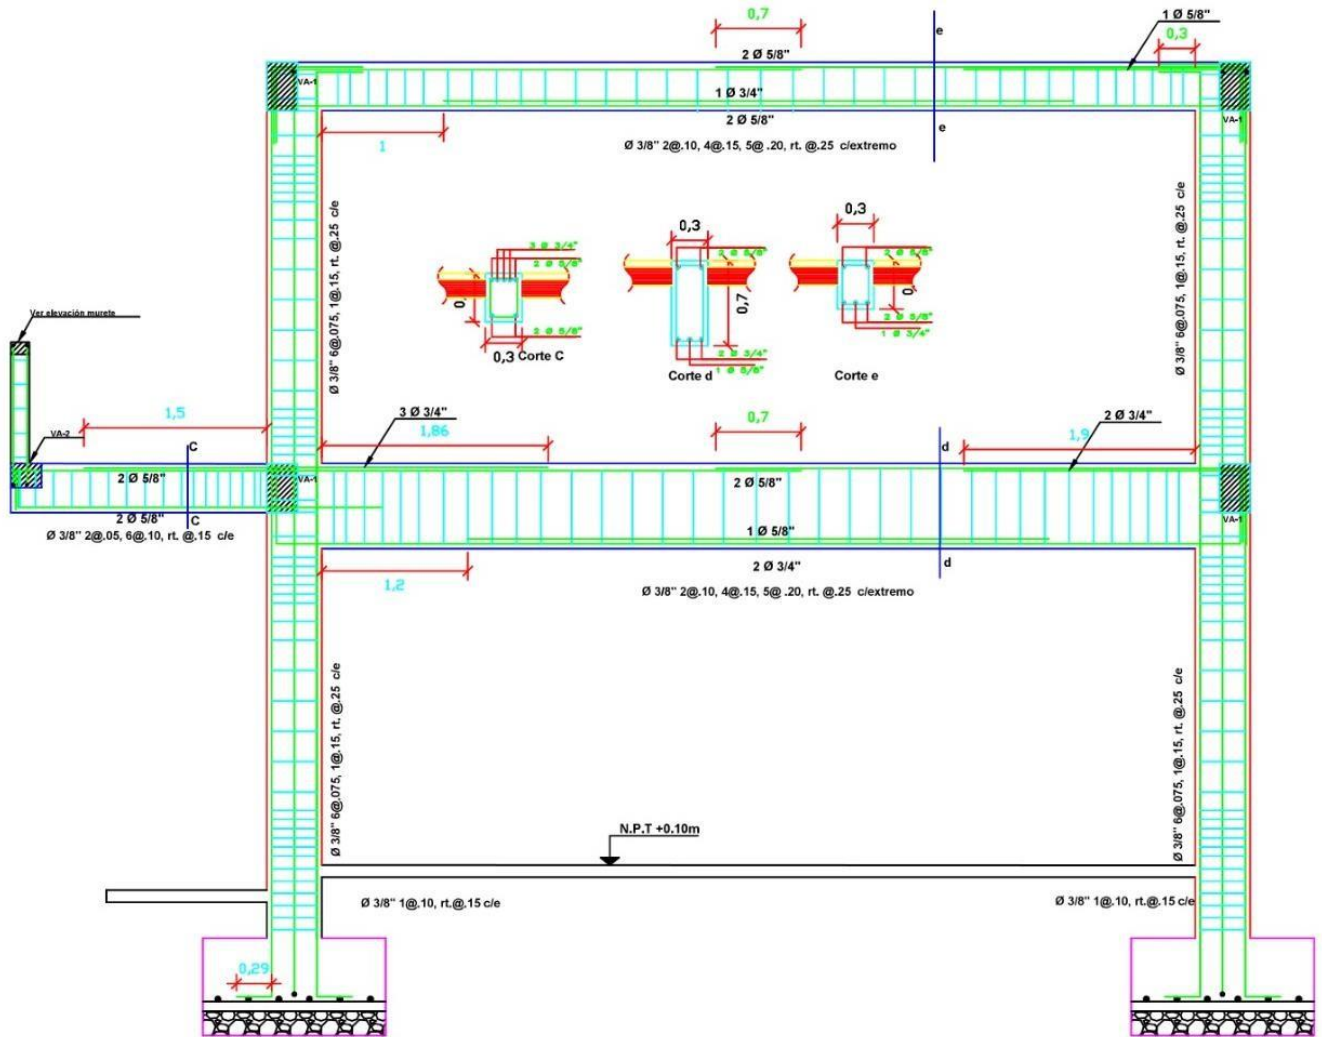 0,7
1 Ø 5/8"
0,3
e
2 Ø 5/8"
VA-1
1 Ø 3/4"
2 Ø 5/8"
VA-1
e
1
Ø 3/8" 2@.10, 4@.15, 5@ .20, rt. @.25 c/extremo
Ø 3/8" 6@.075, 1@.15, rt. @.25 c/e
Ø 3/8" 6@.075, 1@.15, rt. @.25 c/e
0,3
3 Ø 3/4"
2 Ø 5/8"
2 Ø 5/8"
0,3
Corte C
0,3
2 Ø 5/8"
0,7
2 Ø 3/4"
1 Ø 5/8"
Corte d
0,3
2 Ø 5/8"
2 Ø 5/8"
1 Ø 3/4"
Corte e
Ver elevación murete
1,5
VA-2
C
3 Ø 3/4"
1,86
0,7
2 Ø 3/4"
1,9
d
2 Ø 5/8"
VA-1
2 Ø 5/8"
2 Ø 5/8"
C
Ø 3/8" 2@.05, 6@.10, rt. @.15 c/e
1 Ø 5/8"
VA-1
d
1,2
2 Ø 3/4"
Ø 3/8" 2@.10, 4@.15, 5@ .20, rt. @.25 c/extremo
Ø 3/8" 6@.075, 1@.15, rt. @.25 c/e
Ø 3/8" 6@.075, 1@.15, rt. @.25 c/e
N.P.T +0.10m
Ø 3/8" 1@.10, rt.@.15 c/e
Ø 3/8" 1@.10, rt.@.15 c/e
0,29